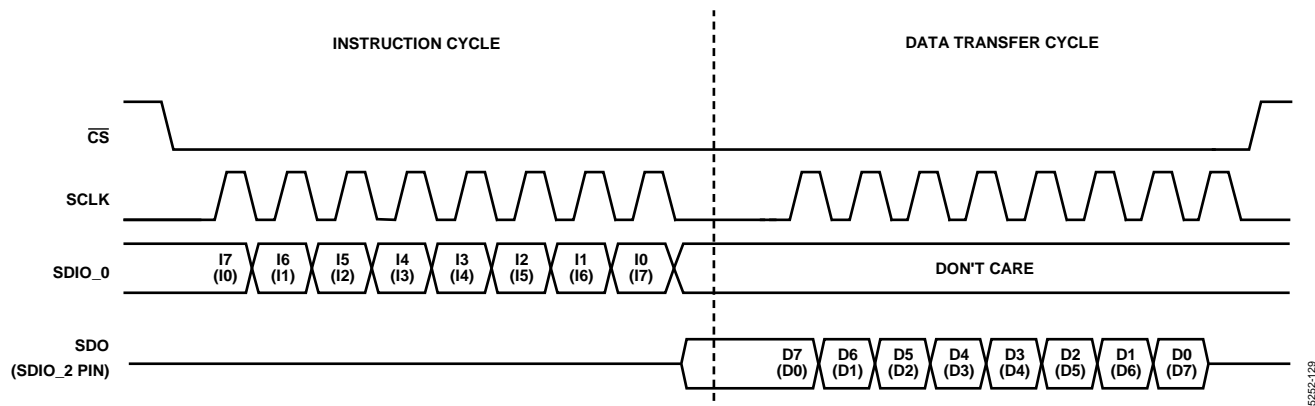 INSTRUCTION CYCLE
DATA TRANSFER CYCLE
CS
SCLK
SDIO_0
I7 I6 I5 I4 I3 I2 I1 I0
(I0) (I1) (I2) (I3) (I4) (I5) (I6) (I7)
DON'T CARE
SDO
(SDIO_2 PIN)
D7 D6 D5 D4 D3 D2 D1 D0
(D0) (D1) (D2) (D3) (D4) (D5) (D6) (D7)
5252-129